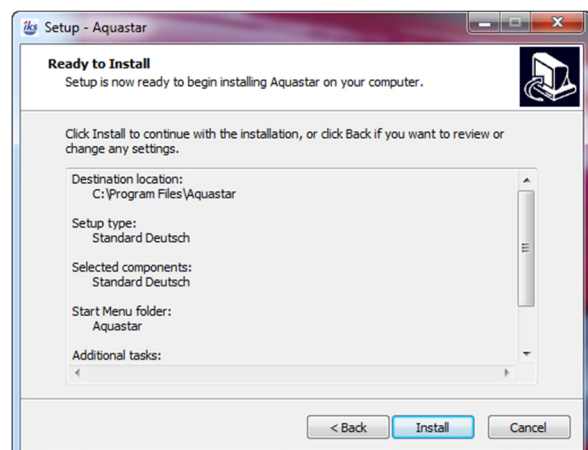 iks Setup - Aquastar
Ready to Install
Setup is now ready to begin installing Aquastar on your computer.
Click Install to continue with the installation, or click Back if you want to review or
change any settings.
Destination location:
C:\Program Files\Aquastar
Setup type:
Standard Deutsch
Selected components:
Standard Deutsch
Start Menu folder:
Aquastar
Additional tasks:
< Back Install Cancel